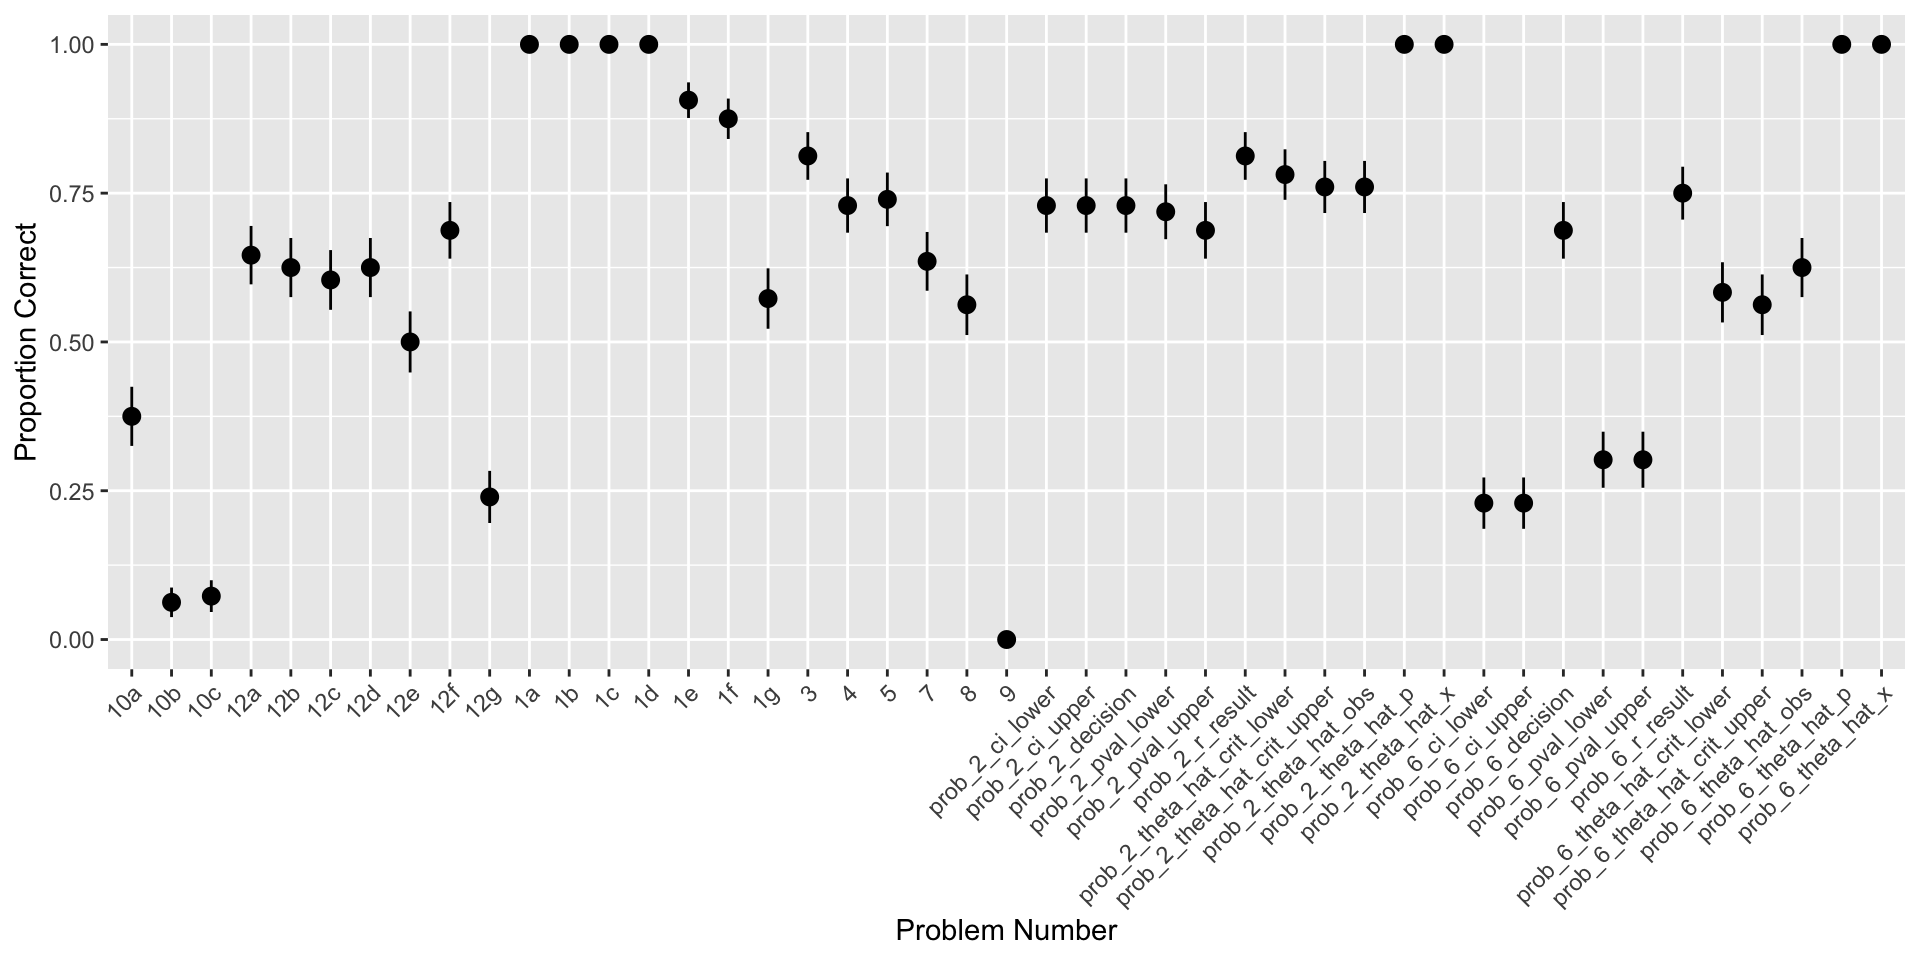 Proportion Correct
1.00
0.75
0.50
0.25
0.00
10a
10b
10c
12a
12b
12c
12d
12e
12f
12g
1a
1b
1c
1d
1e
1f
1g
3
4
5
7
8
9
prob_2_ci_lower
prob_2_ci_upper
prob_2_decision
prob_2_pval_lower
prob_2_pval_upper
prob_2_r_result
prob_2_theta_hat_crit_lower
prob_2_theta_hat_crit_upper
prob_2_theta_hat_obs
prob_2_theta_hat_p
prob_2_theta_hat_x
prob_6_ci_lower
prob_6_ci_upper
prob_6_decision
prob_6_pval_lower
prob_6_pval_upper
prob_6_r_result
prob_6_theta_hat_crit_lower
prob_6_theta_hat_crit_upper
prob_6_theta_hat_obs
prob_6_theta_hat_p
prob_6_theta_hat_x
Problem Number